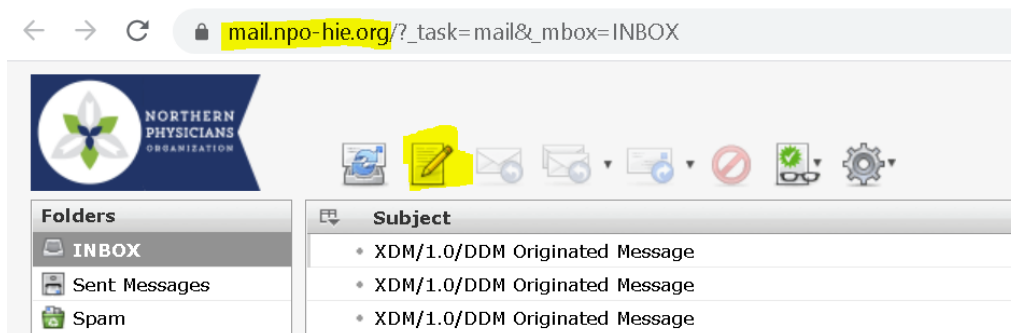 mail.npo-hie.org/?_task=mail&_mbox=INBOX
NORTHERN
PHYSICIANS
ORGANIZATION
Folders
Subject
INBOX
XDM/1.0/DDM Originated Message
Sent Messages
XDM/1.0/DDM Originated Message
Spam
XDM/1.0/DDM Originated Message